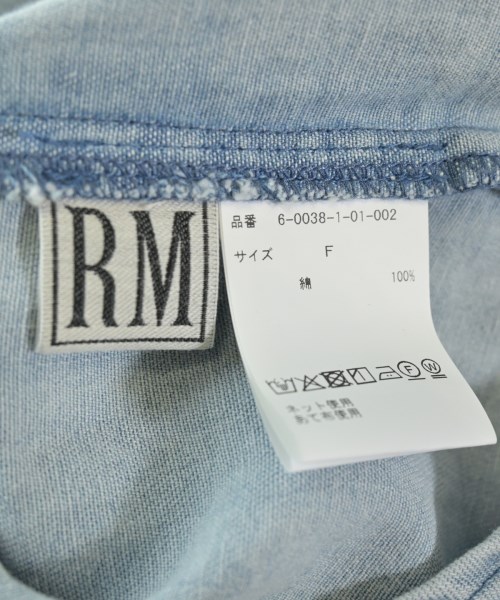 RM
品番 6-0038-1-01-002
サイズ F
綿 100%
F W
ネット使用
あて布使用